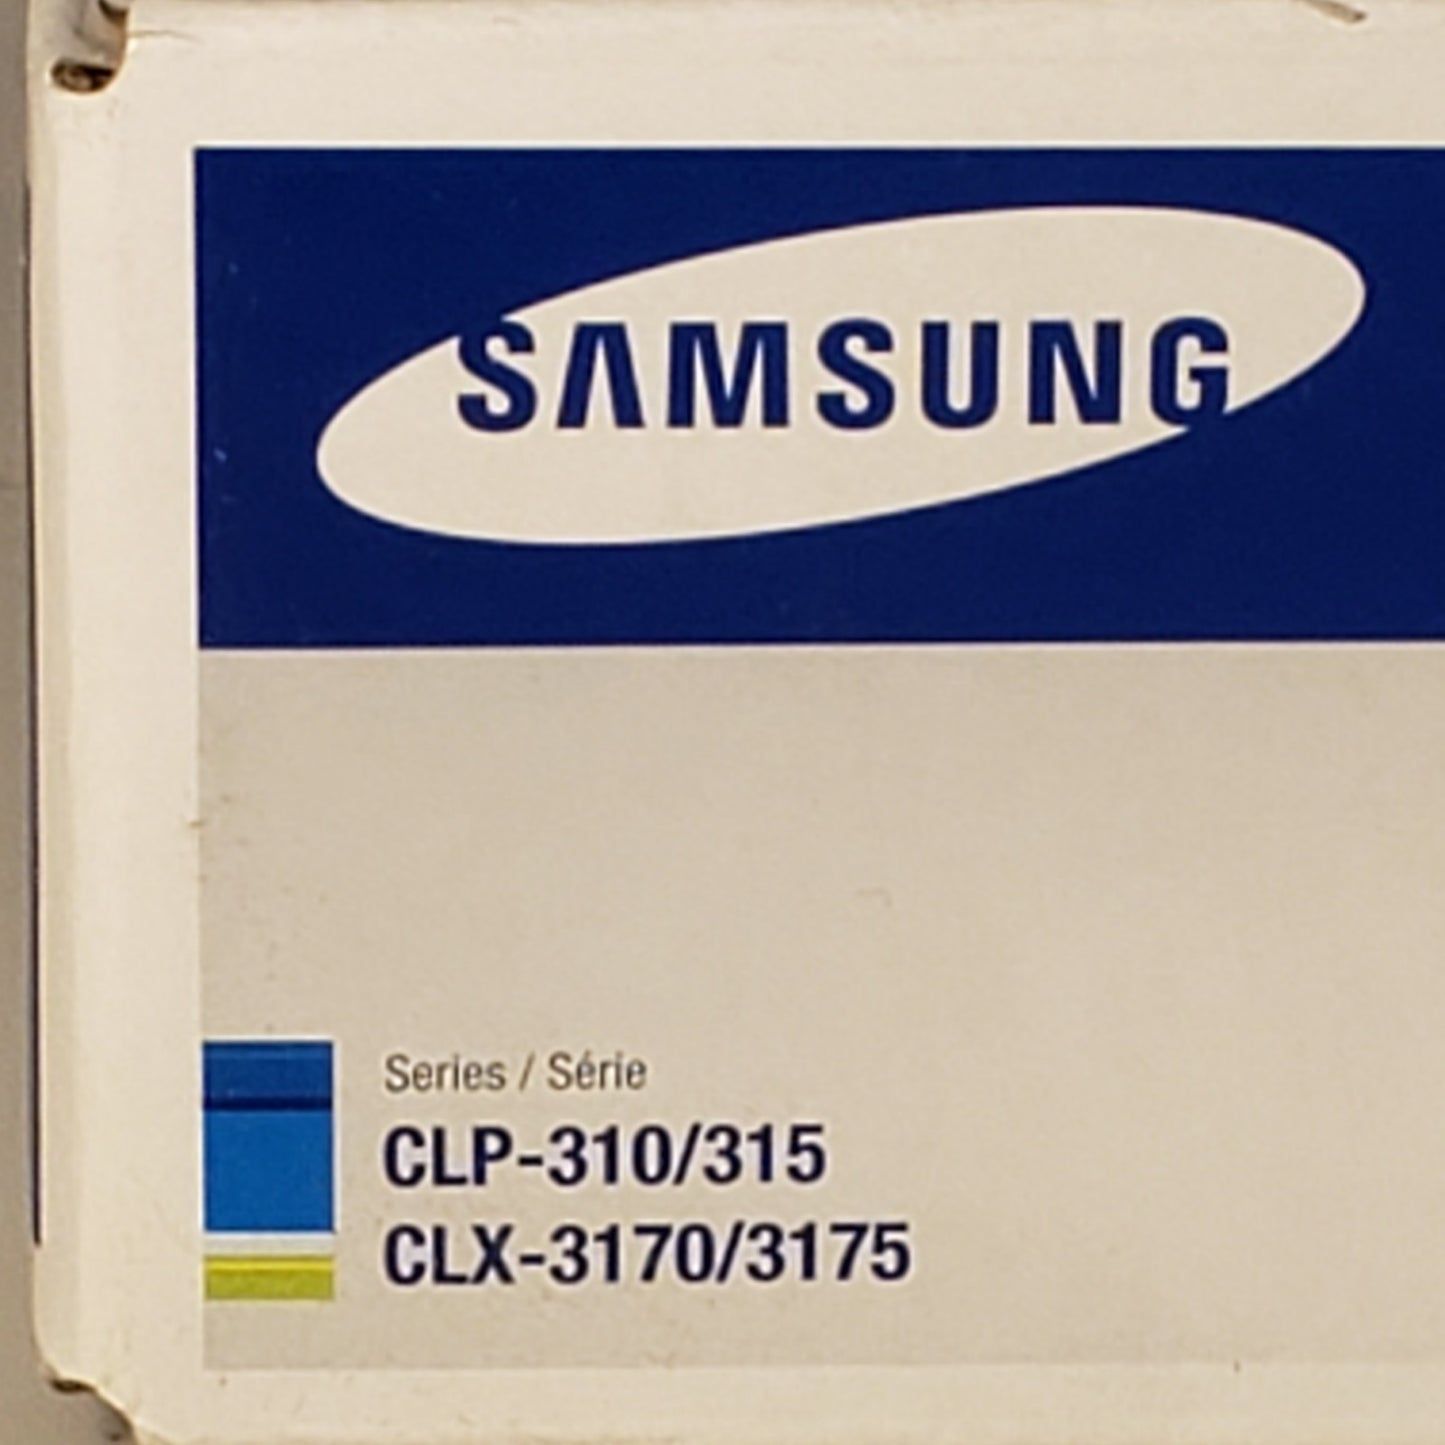 SAMSUNG
Series / Série
CLP-310/315
CLX-3170/3175